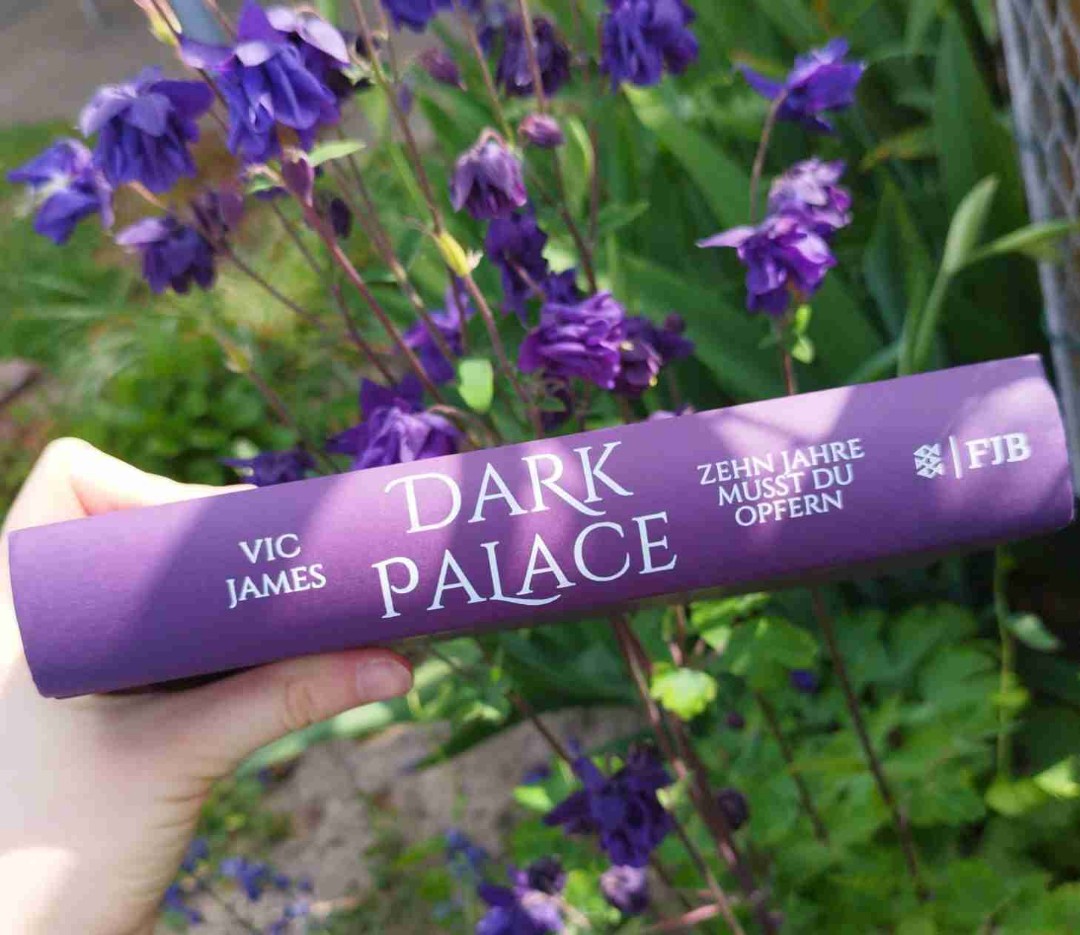 VIC
JAMES
DARK
PALACE
ZEHN JAHRE
MUSST DU
OPFERN
FJB